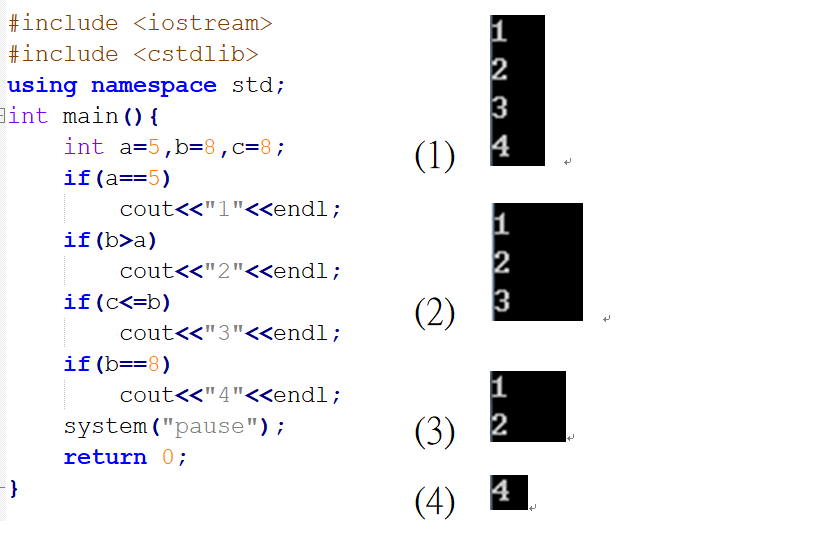 #include <iostream>
#include <cstdlib>
using namespace std;
int main(){
    int a=5,b=8,c=8;
    if(a==5)
        cout<<"1"<<endl;
    if(b>a)
        cout<<"2"<<endl;
    if(c<=b)
        cout<<"3"<<endl;
    if(b==8)
        cout<<"4"<<endl;
    system("pause");
    return 0;
}
(1)
1
2
3
4
(2)
1
2
3
(3)
1
2
(4)
4